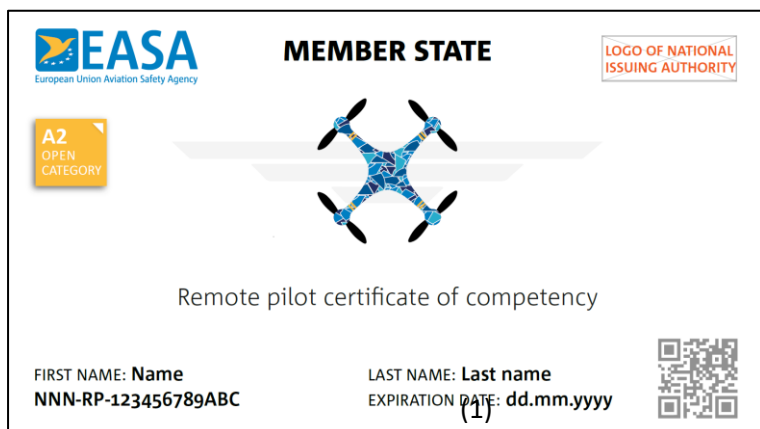 EASA
European Union Aviation Safety Agency
MEMBER STATE
LOGO OF NATIONAL
ISSUING AUTHORITY
A2
OPEN
CATEGORY
Remote pilot certificate of competency
FIRST NAME: Name
LAST NAME: Last name
NNN-RP-123456789ABC
EXPIRATION DATE: dd.mm.yyyy
(1)